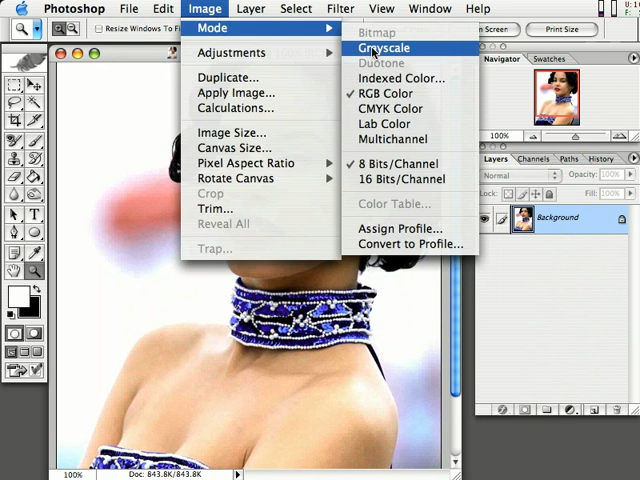 Photoshop File Edit Image Layer Select Filter View Window Help
Resize Windows To Fi
Screen Print Size
Mode
Adjustments
Duplicate...
Apply Image...
Calculations...
Image Size...
Canvas Size...
Pixel Aspect Ratio
Rotate Canvas
Crop
Trim...
Reveal All
Trap...
Bitmap
Grayscale
Duotone
Indexed Color...
RGB Color
CMYK Color
Lab Color
Multichannel
8 Bits/Channel
16 Bits/Channel
Color Table...
Assign Profile...
Convert to Profile...
Navigator Swatches
100%
Layers Channels Paths History
Normal Opacity: 100%
Lock: Fill: 100%
Background
T
100% Doc: 843.8K/843.8K